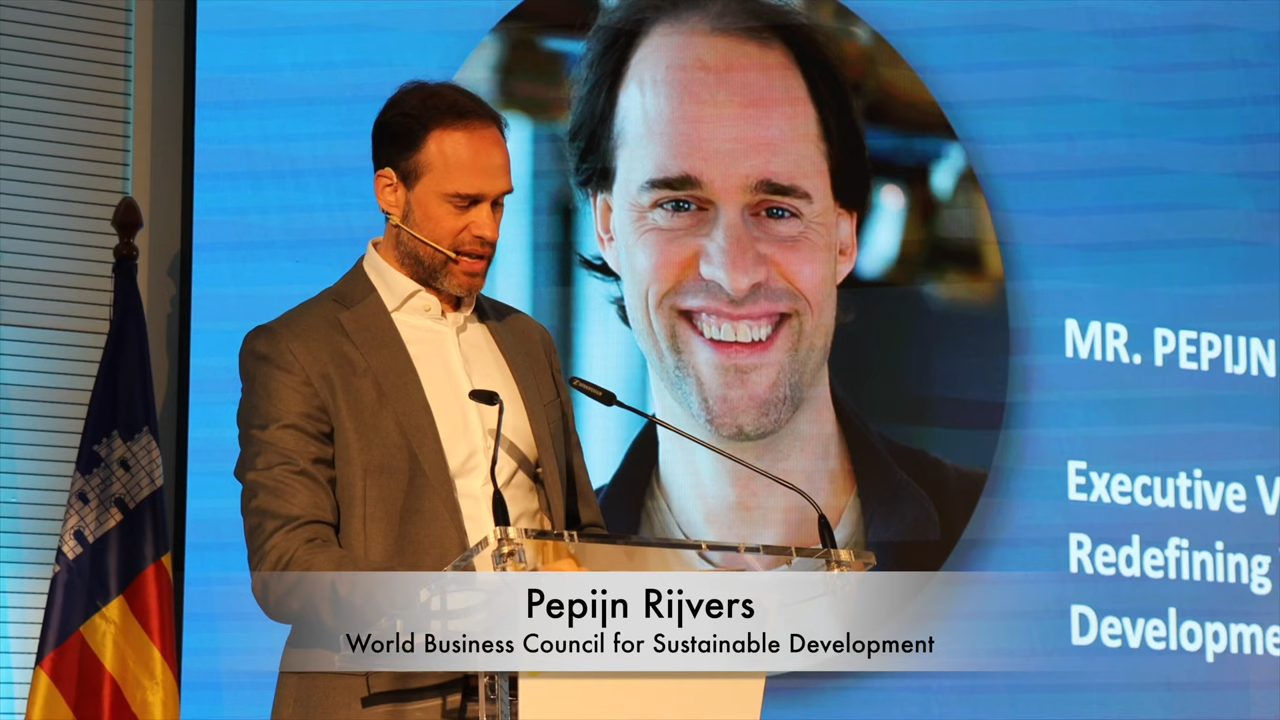 MR. PEPIJN
Executive V
Redefining
Developme
Pepijn Rijvers
World Business Council for Sustainable Development